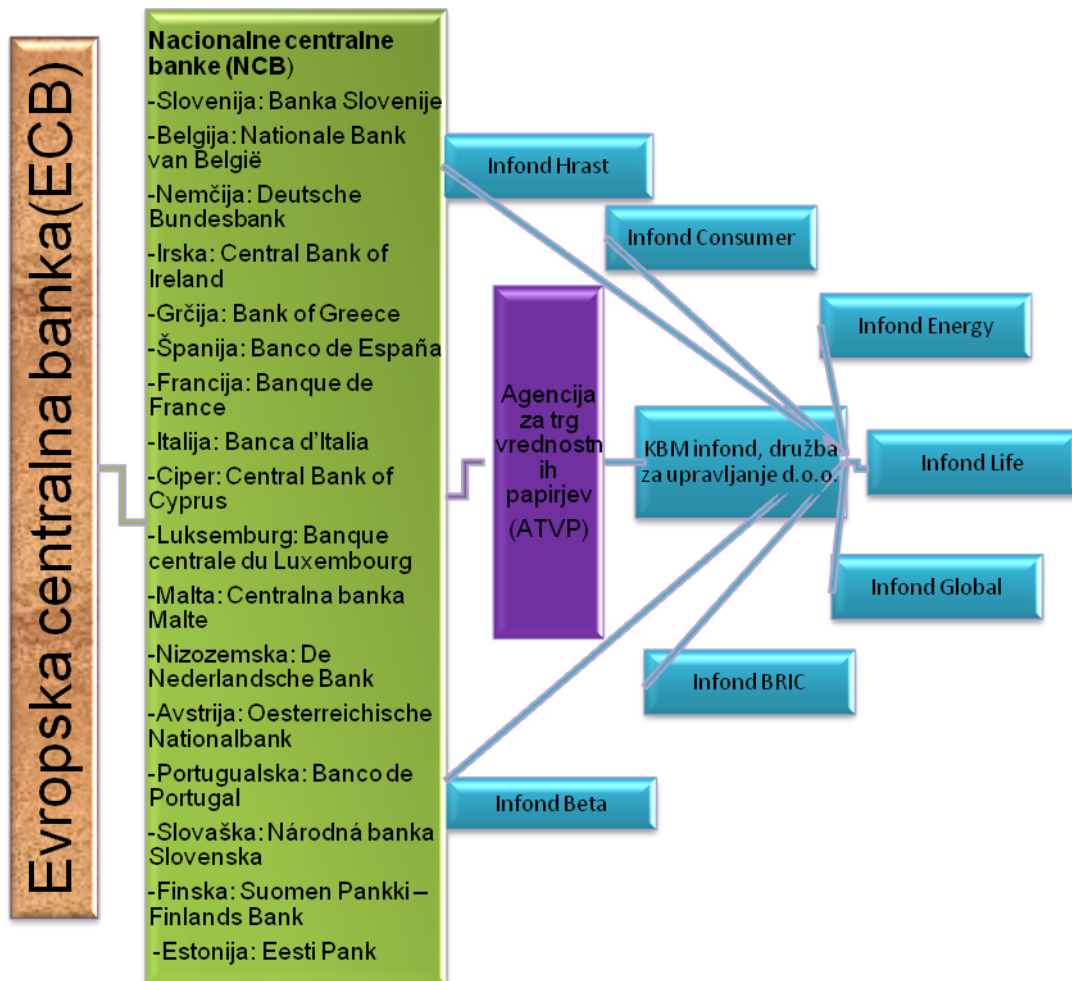 Evropska centralna banka(ECB)
Nacionalne centralne
banke (NCB)
-Slovenija: Banka Slovenije
-Belgija: Nationale Bank
van België
-Nemčija: Deutsche
Bundesbank
-Irska: Central Bank of
Ireland
-Grčija: Bank of Greece
-Španija: Banco de España
-Francija: Banque de
France
-Italija: Banca d'Italia
-Ciper: Central Bank of
Cyprus
-Luksemburg: Banque
centrale du Luxembourg
-Malta: Centralna banka
Malte
-Nizozemska: De
Nederlandsche Bank
-Avstrija: Oesterreichische
Nationalbank
-Portugualska: Banco de
Portugal
-Slovaška: Národná banka
Slovenska
-Finska: Suomen Pankki –
Finlands Bank
-Estonija: Eesti Pank
Agencija
za trg
vrednostn
ih
papirjev
(ATVP)
KBM infond, družba
za upravljanje d.o.o.
Infond Hrast
Infond Consumer
Infond Energy
Infond Life
Infond Global
Infond BRIC
Infond Beta